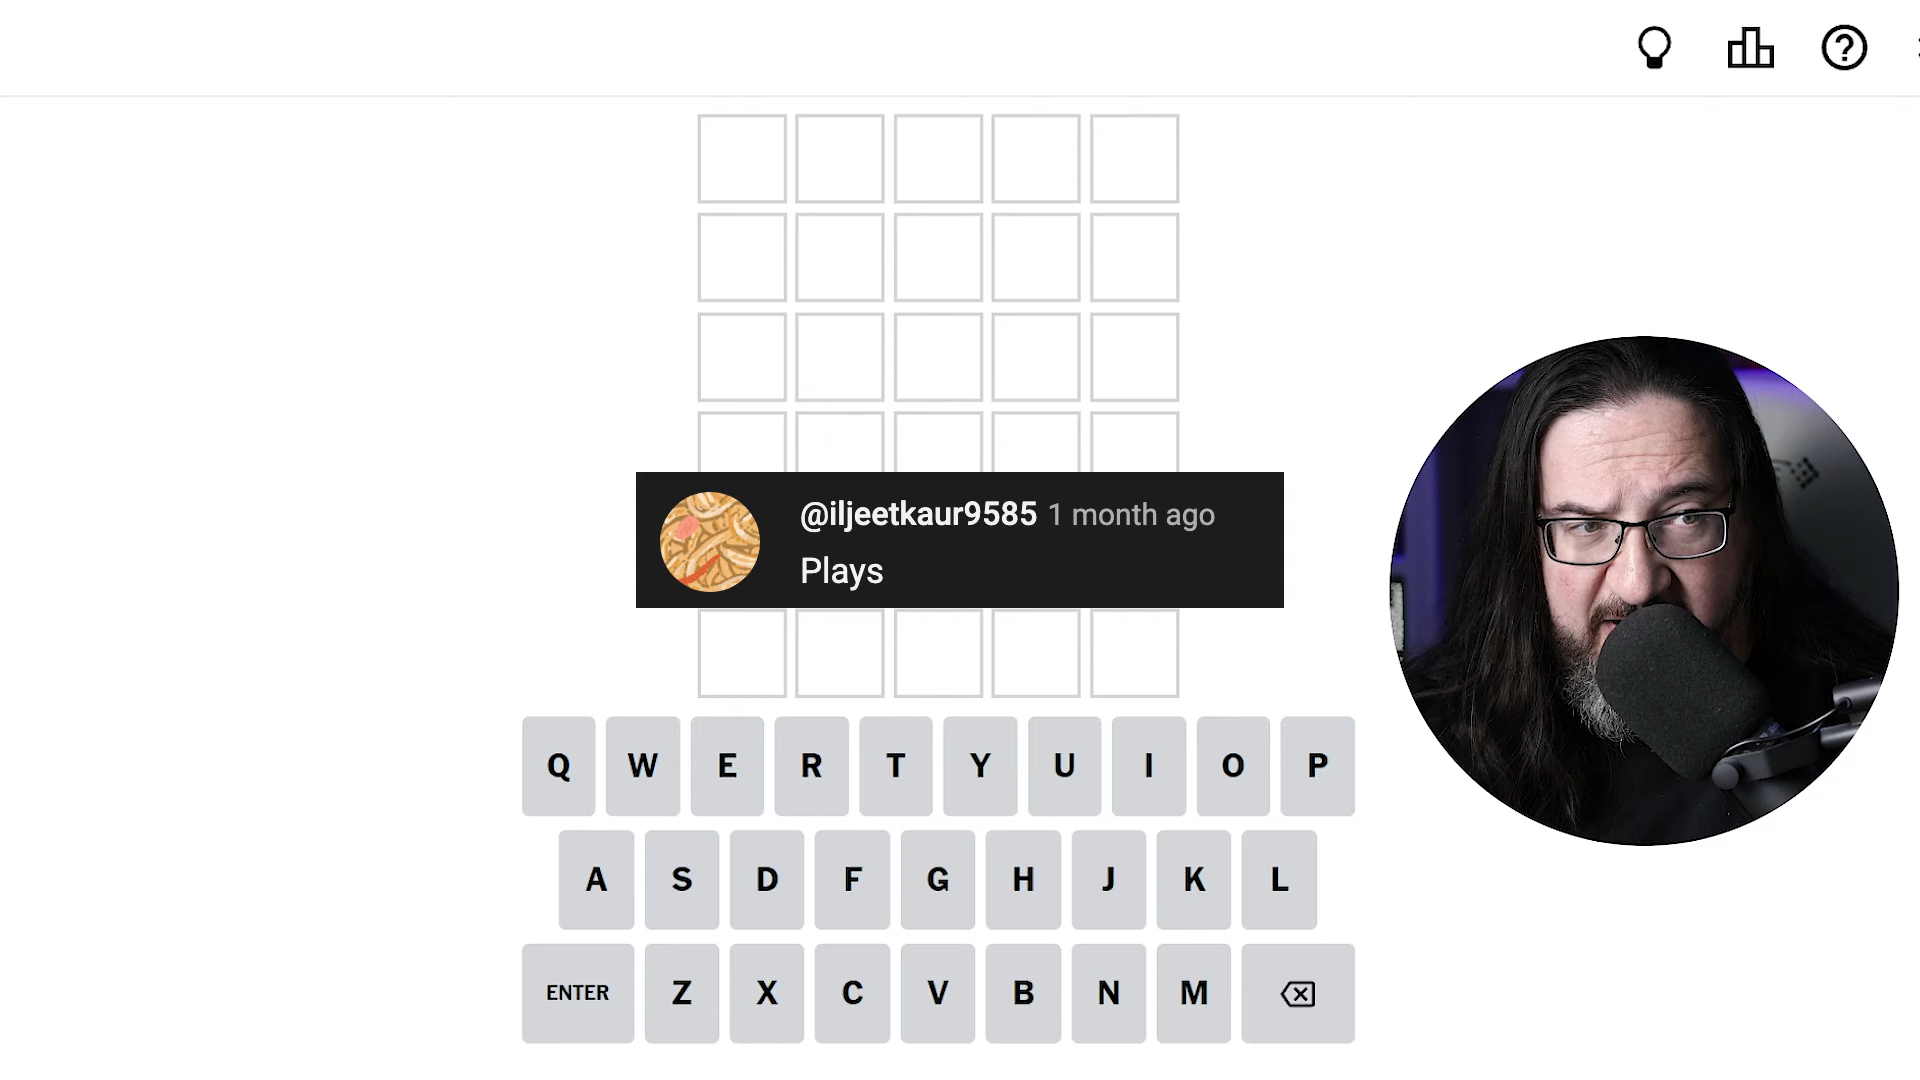 @iljeetkaur9585 1 month ago
Plays
Q W E R T Y U I O P
A S D F G H J K L
ENTER Z X C V B N M